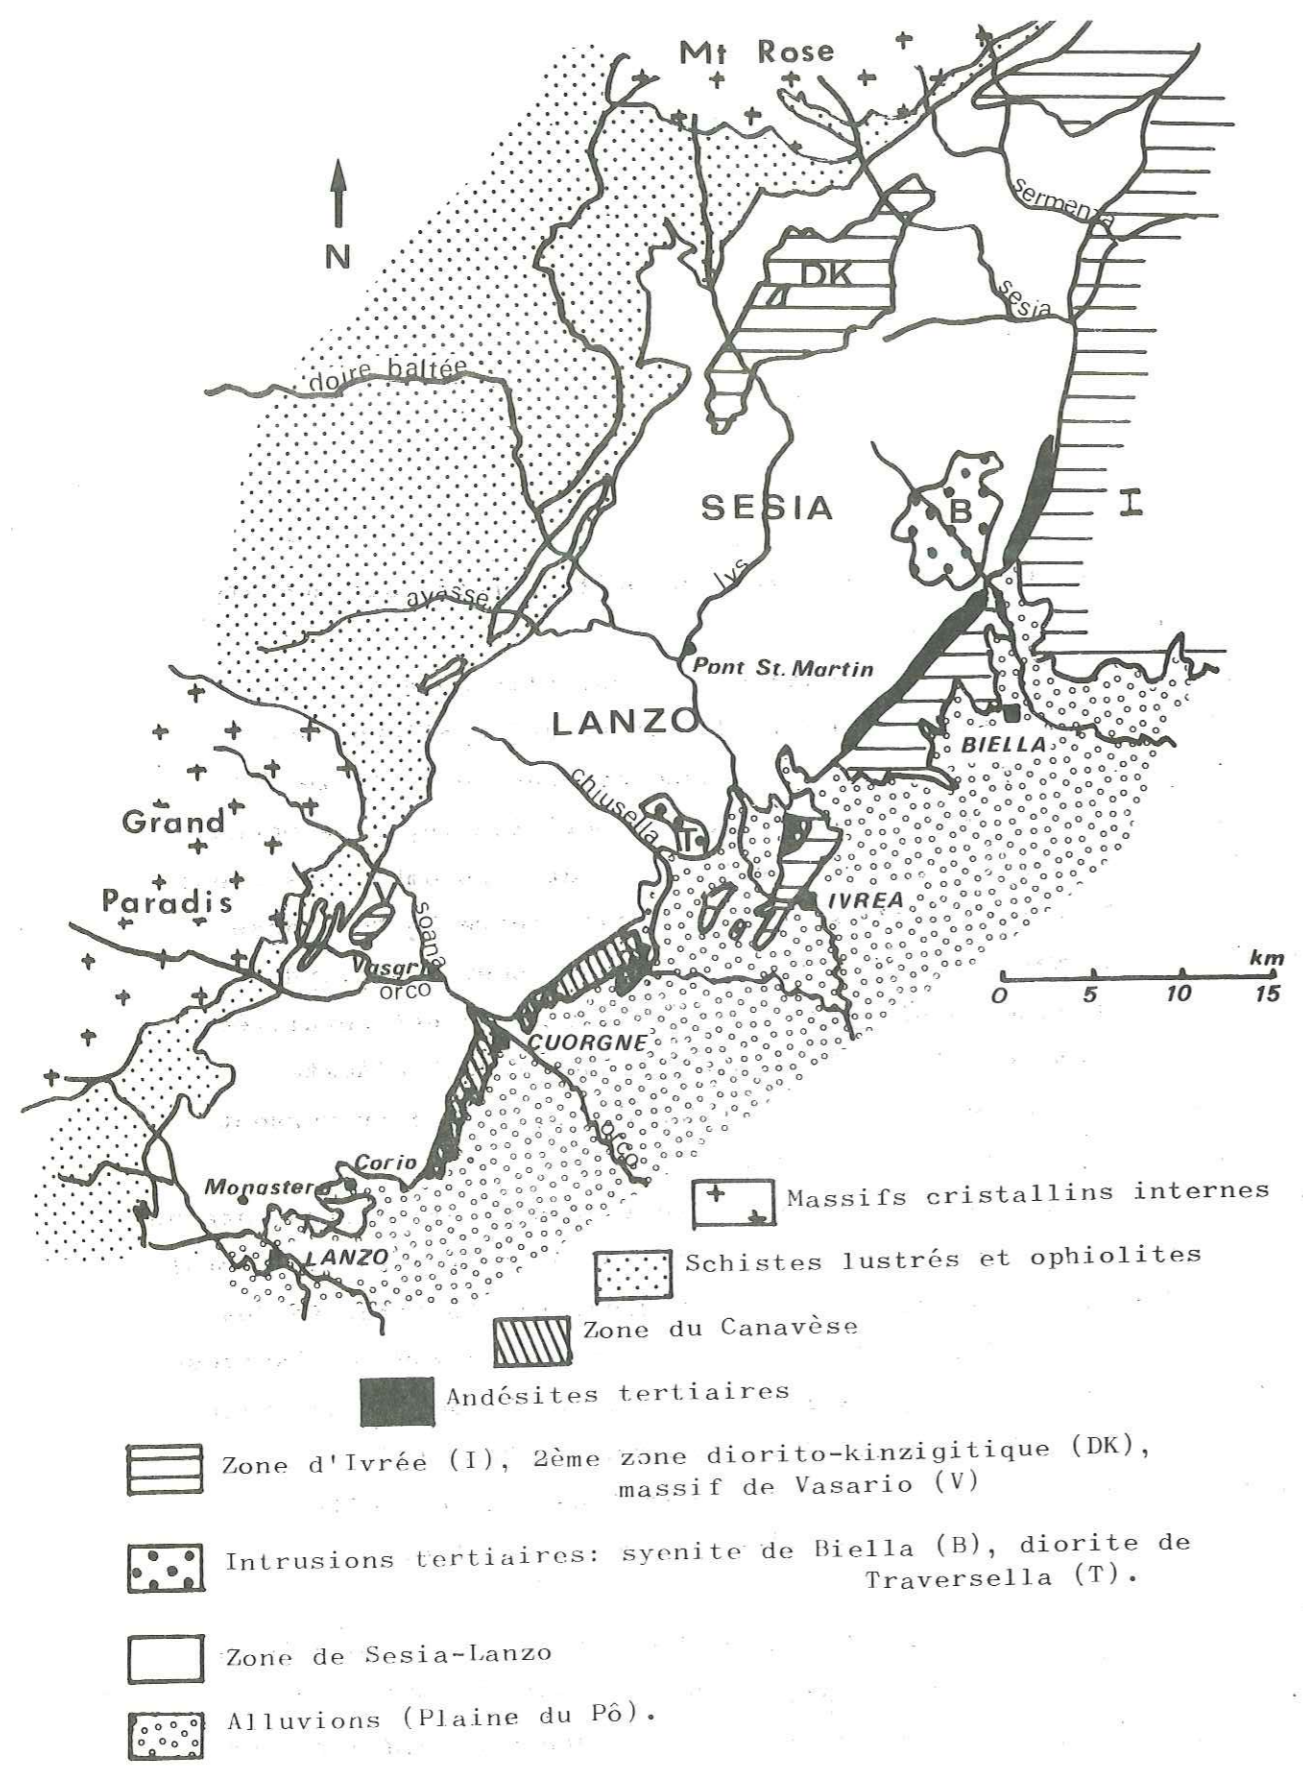 Mt Rose
sermenza
N
DK
sesia
doire baltée
SESIA
B
I
lys
ayasse
Pont St. Martin
LANZO
BIELLA
chiusella
T
Grand
Paradis
V
soana
IVREA
Vasario
orco
km
0 5 10 15
CUORGNE
orco
Corio
Monastero
LANZO
Massifs cristallins internes
Schistes lustrés et ophiolites
Zone du Canavèse
Andésites tertiaires
Zone d'Ivrée (I), 2ème zone diorito-kinzigitique (DK),
massif de Vasario (V)
Intrusions tertiaires: syenite de Biella (B), diorite de
Traversella (T).
Zone de Sesia-Lanzo
Alluvions (Plaine du Pô).